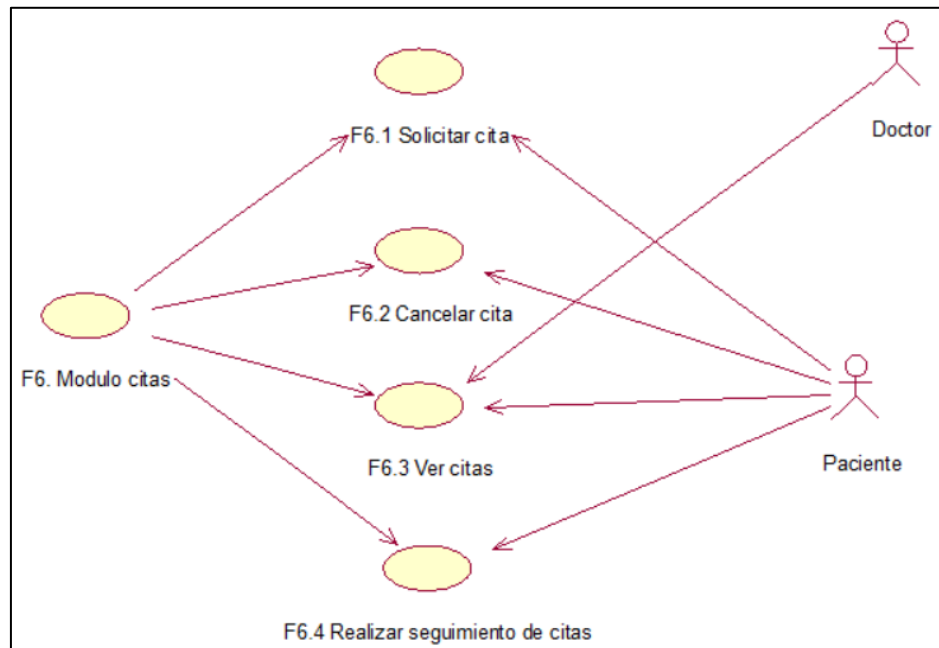 F6.1 Solicitar cita
Doctor
F6.2 Cancelar cita
F6. Modulo citas
F6.3 Ver citas
Paciente
F6.4 Realizar seguimiento de citas